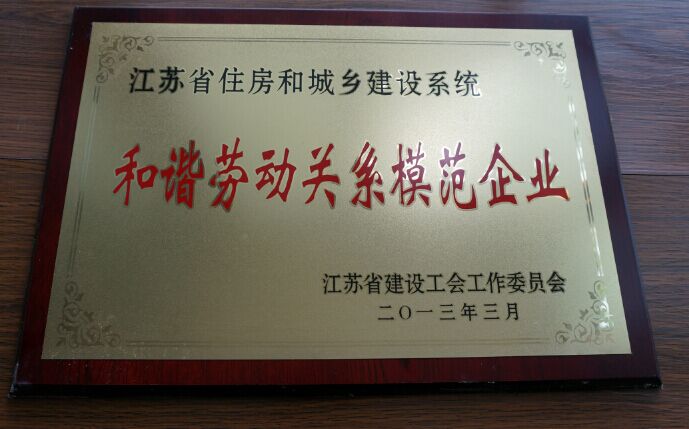 江苏省住房和城乡建设系统
和谐劳动关系模范企业
江苏省建设工会工作委员会
二〇一三年三月